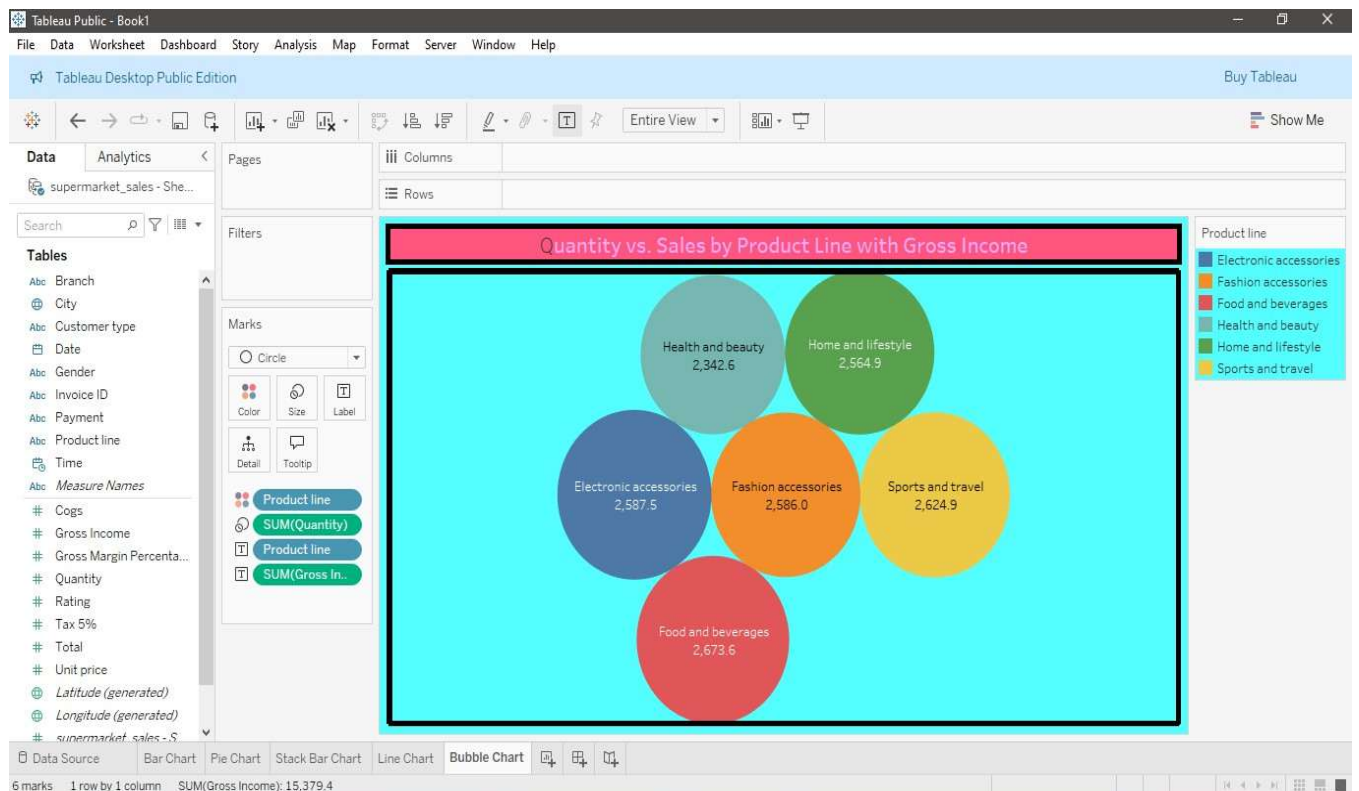 Tableau Public - Book1
File Data Worksheet Dashboard Story Analysis Map Format Server Window Help
Tableau Desktop Public Edition
Buy Tableau
Entire View
Show Me
Data Analytics
supermarket_sales - She...
Search
Tables
Abc Branch
City
Abc Customer type
Date
Abc Gender
Abc Invoice ID
Abc Payment
Abc Product line
Time
Abc Measure Names
# Cogs
# Gross Income
# Gross Margin Percenta...
# Quantity
# Rating
# Tax 5%
# Total
# Unit price
Latitude (generated)
Longitude (generated)
# supermarket_sales - S
Pages
Filters
Marks
Circle
Color Size Label
Detail Tooltip
Product line
SUM(Quantity)
Product line
SUM(Gross In..
Columns
Rows
Quantity vs. Sales by Product Line with Gross Income
Health and beauty
2,342.6
Home and lifestyle
2,564.9
Electronic accessories
2,587.5
Fashion accessories
2,586.0
Sports and travel
2,624.9
Food and beverages
2,673.6
Product line
Electronic accessories
Fashion accessories
Food and beverages
Health and beauty
Home and lifestyle
Sports and travel
Data Source Bar Chart Pie Chart Stack Bar Chart Line Chart Bubble Chart
6 marks 1 row by 1 column SUM(Gross Income): 15,379.4